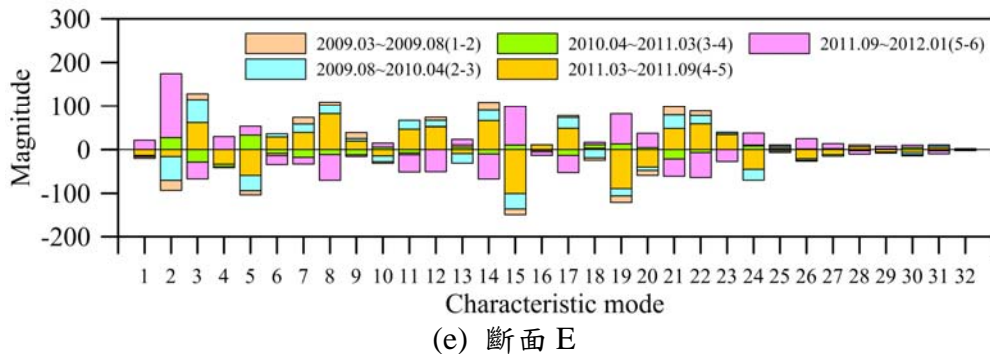 300
200
100
0
-100
-200
Magnitude
2009.03~2009.08(1-2) 2010.04~2011.03(3-4) 2011.09~2012.01(5-6)
2009.08~2010.04(2-3) 2011.03~2011.09(4-5)
1 2 3 4 5 6 7 8 9 10 11 12 13 14 15 16 17 18 19 20 21 22 23 24 25 26 27 28 29 30 31 32
Characteristic mode
(e) 斷面 E